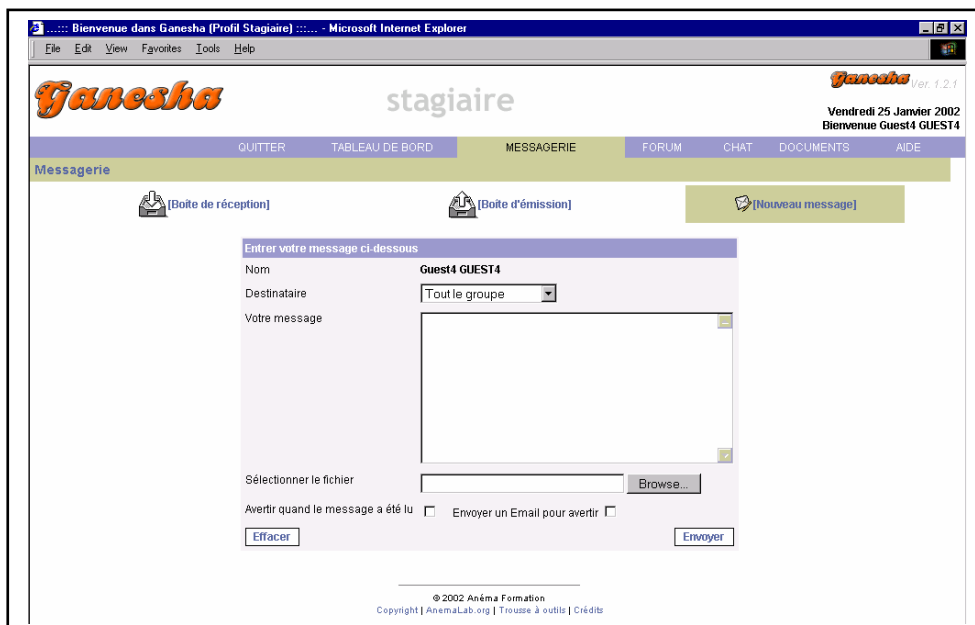 ...::: Bienvenue dans Ganesha (Profil Stagiaire) :::... - Microsoft Internet Explorer
File Edit View Favorites Tools Help
Ganesha
stagiaire
Ganesha Ver. 1.2.1
Vendredi 25 Janvier 2002
Bienvenue Guest4 GUEST4
QUITTER TABLEAU DE BORD MESSAGERIE FORUM CHAT DOCUMENTS AIDE
Messagerie
[Boite de réception] [Boite d'émission] [Nouveau message]
Entrer votre message ci-dessous
Nom Guest4 GUEST4
Destinataire Tout le groupe
Votre message
Sélectionner le fichier Browse...
Avertir quand le message a été lu Envoyer un Email pour avertir
Effacer Envoyer
© 2002 Anéma Formation
Copyright | AnemaLab.org | Trousse à outils | Crédits